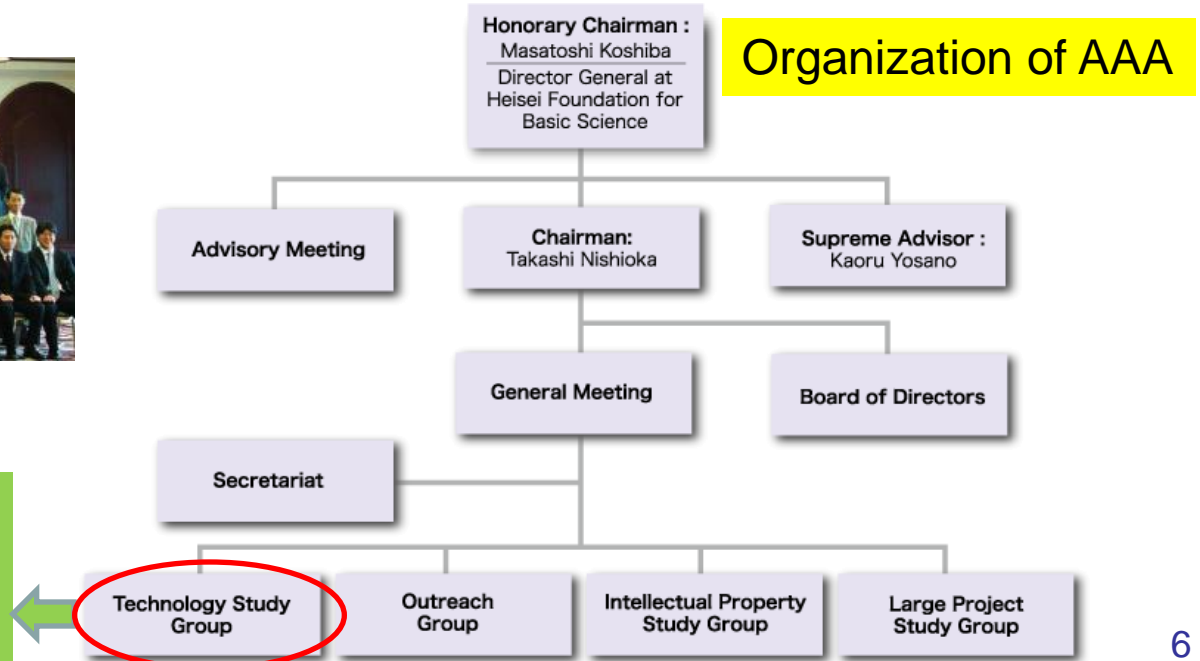 Organization of AAA
Honorary Chairman :
Masatoshi Koshiba
Director General at
Heisei Foundation for
Basic Science
Advisory Meeting
Chairman:
Takashi Nishioka
Supreme Advisor :
Kaoru Yosano
General Meeting
Board of Directors
Secretariat
Technology Study
Group
Outreach
Group
Intellectual Property
Study Group
Large Project
Study Group
6